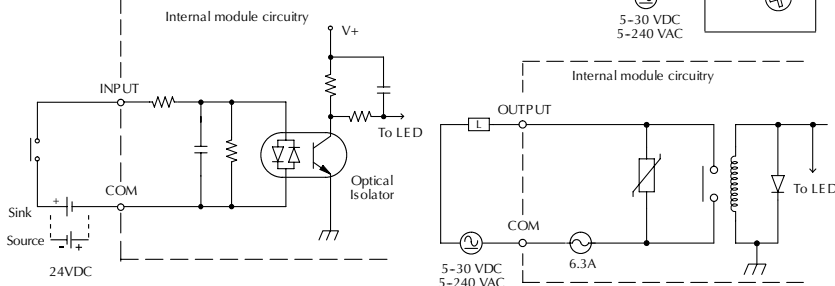 Internal module circuitry
V+
INPUT
To LED
COM
+
Sink
Source
- +
24VDC
Optical
Isolator
5-30 VDC
5-240 VAC
Internal module circuitry
OUTPUT
L
To LED
COM
6.3A
5-30 VDC
5-240 VAC